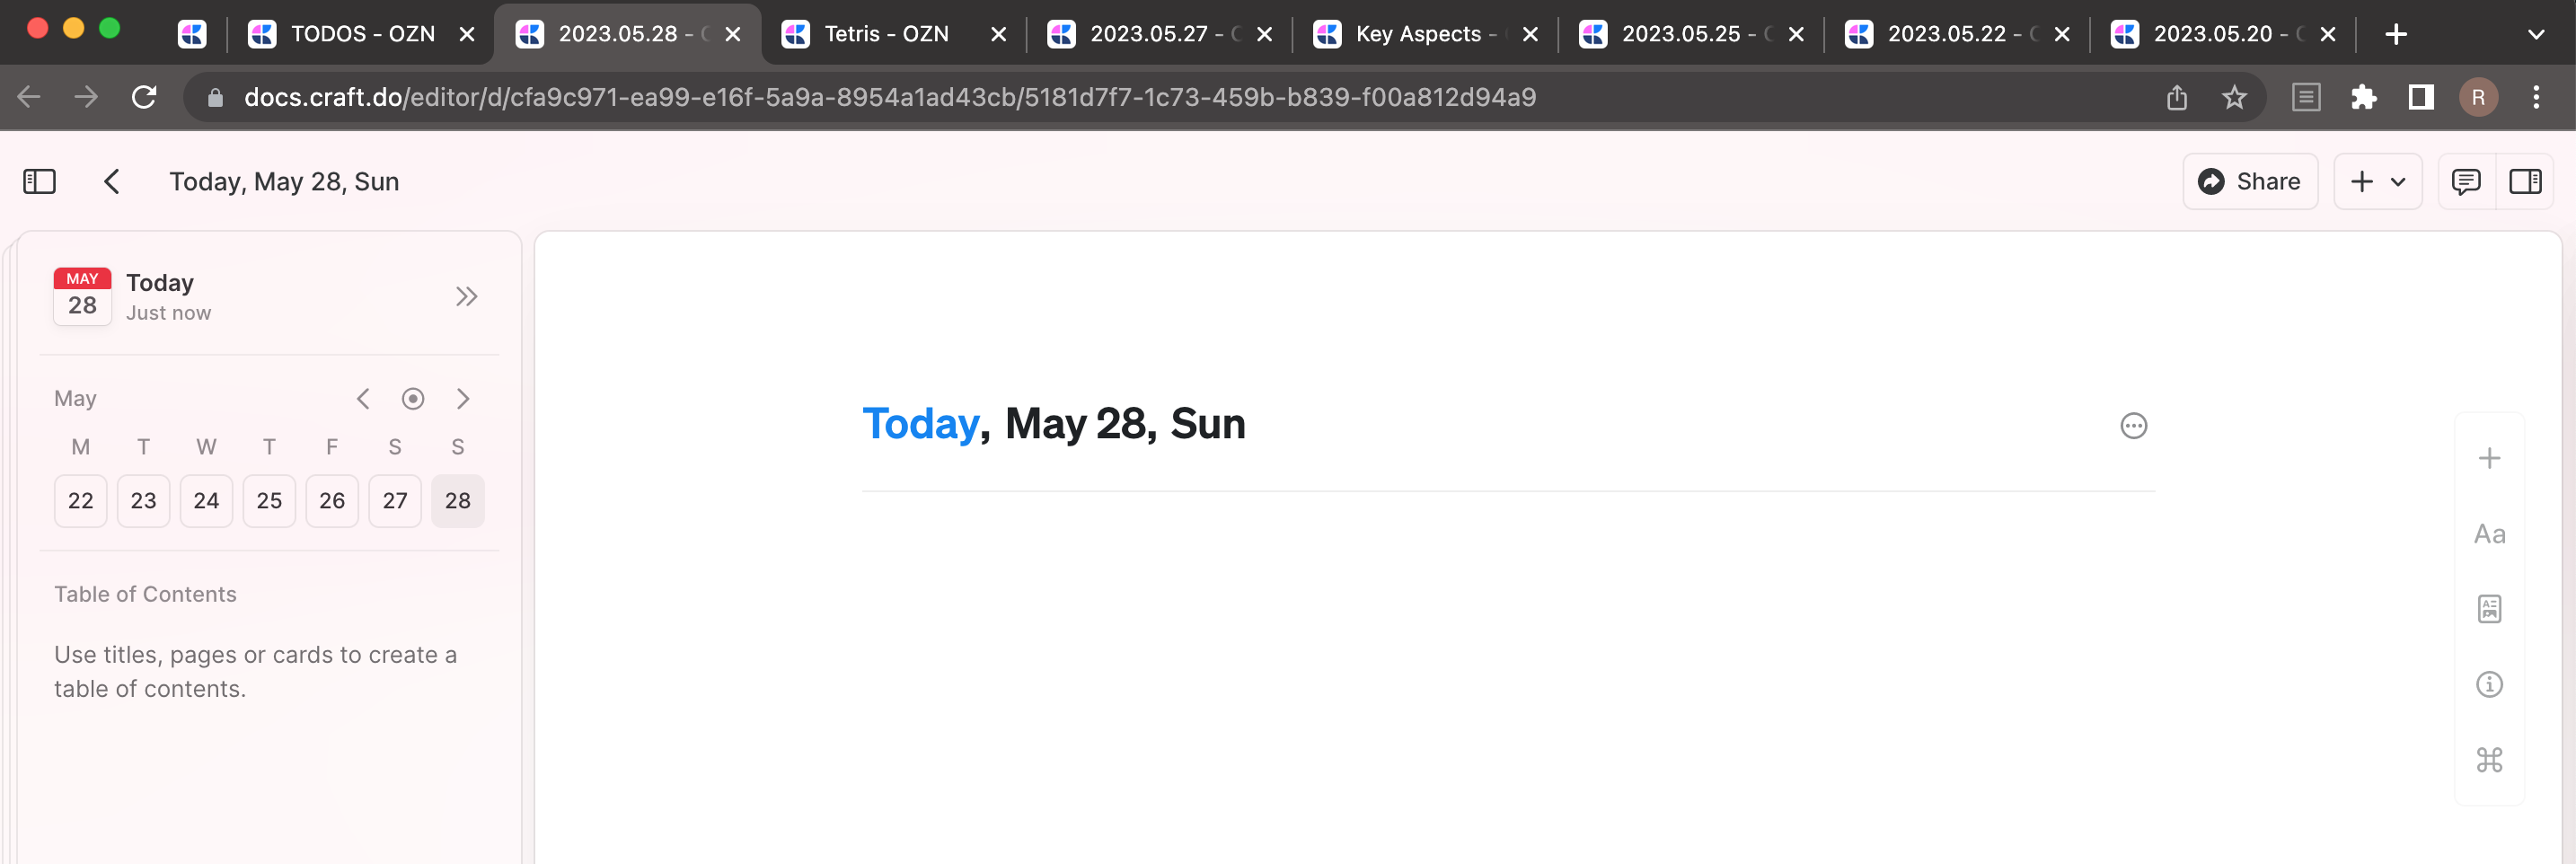 TODOS - OZN
2023.05.28 -
Tetris - OZN
2023.05.27 -
Key Aspects -
2023.05.25 -
2023.05.22 -
2023.05.20 -
docs.craft.do/editor/d/cfa9c971-ea99-e16f-5a9a-8954a1ad43cb/5181d7f7-1c73-459b-b839-f00a812d94a9
R
Today, May 28, Sun
Share
MAY
28
Today
Just now
May
M T W T F S S
22 23 24 25 26 27 28
Table of Contents
Use titles, pages or cards to create a
table of contents.
Today, May 28, Sun
Aa